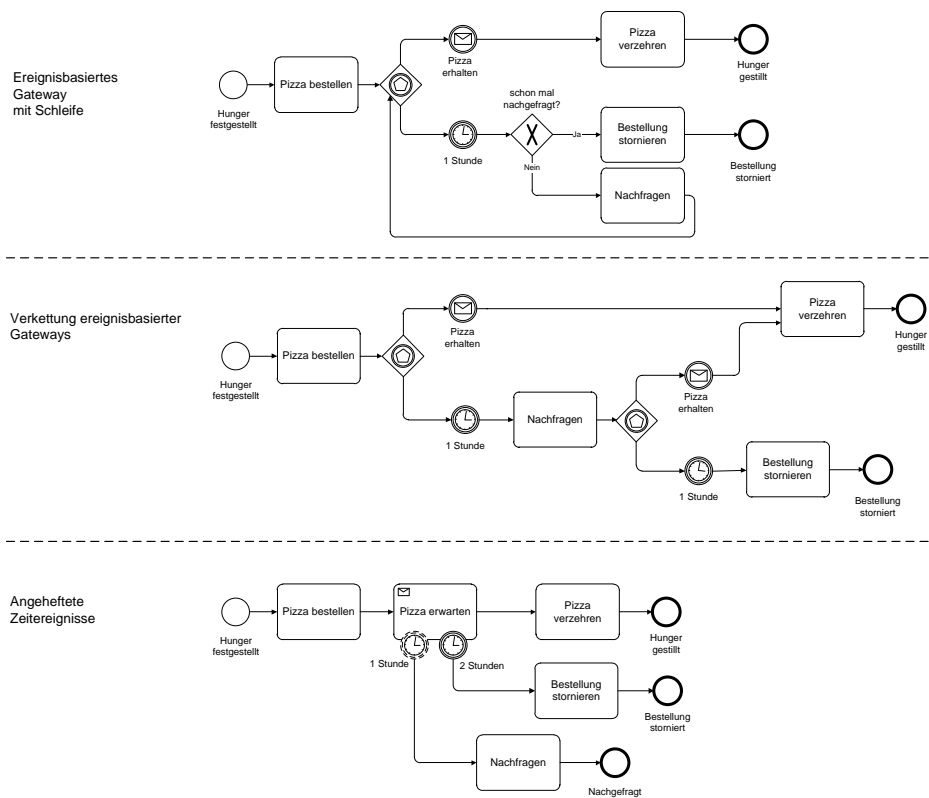 Ereignisbasiertes
Gateway
mit Schleife
Hunger
festgestellt
Pizza bestellen
Pizza
erhalten
Pizza
verzehren
Hunger
gestillt
1 Stunde
schon mal
nachgefragt?
Ja
Nein
Bestellung
stornieren
Bestellung
storniert
Nachfragen
Verkettung ereignisbasierter
Gateways
Hunger
festgestellt
Pizza bestellen
Pizza
erhalten
Pizza
verzehren
Hunger
gestillt
1 Stunde
Nachfragen
Pizza
erhalten
1 Stunde
Bestellung
stornieren
Bestellung
storniert
Angeheftete
Zeitereignisse
Hunger
festgestellt
Pizza bestellen
Pizza erwarten
Pizza
verzehren
Hunger
gestillt
1 Stunde
2 Stunden
Bestellung
stornieren
Bestellung
storniert
Nachfragen
Nachgefragt